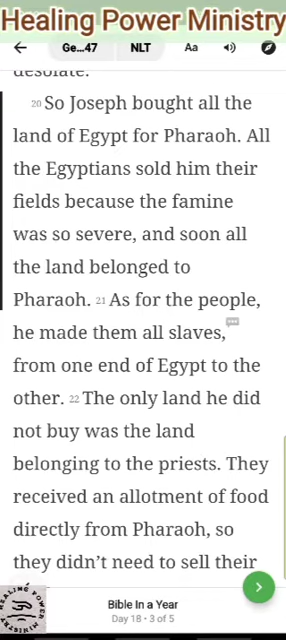 Healing Power Ministry
Ge...47 NLT Aa
desolate.
20 So Joseph bought all the
land of Egypt for Pharaoh. All
the Egyptians sold him their
fields because the famine
was so severe, and soon all
the land belonged to
Pharaoh. 21 As for the people,
he made them all slaves,
from one end of Egypt to the
other. 22 The only land he did
not buy was the land
belonging to the priests. They
received an allotment of food
directly from Pharaoh, so
they didn’t need to sell their
HEALING POWER MINISTRY
Bible In a Year
Day 18 • 3 of 5